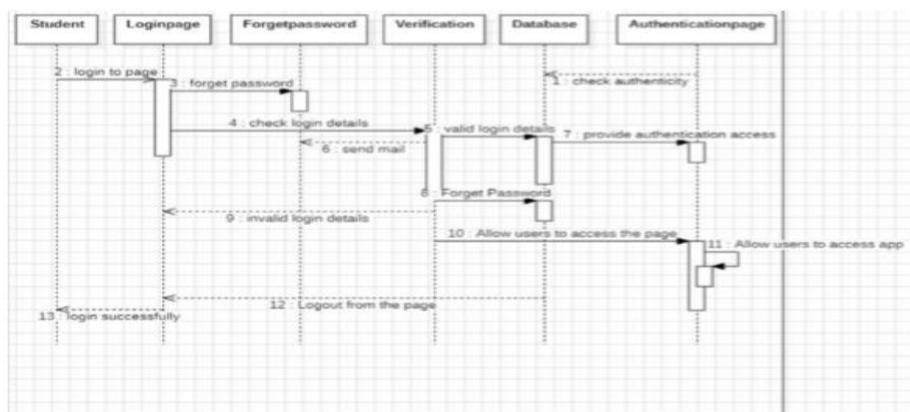 Student Loginpage Forgetpassword Verification Database Authenticationpage
2 : login to page
1 : check authenticity
3 : forget password
4 : check login details
5 : valid login details
7 : provide authentication access
6 : send mail
8 : Forget Password
9 : invalid login details
10 : Allow users to access the page
11 : Allow users to access app
12 : Logout from the page
13 : login successfully